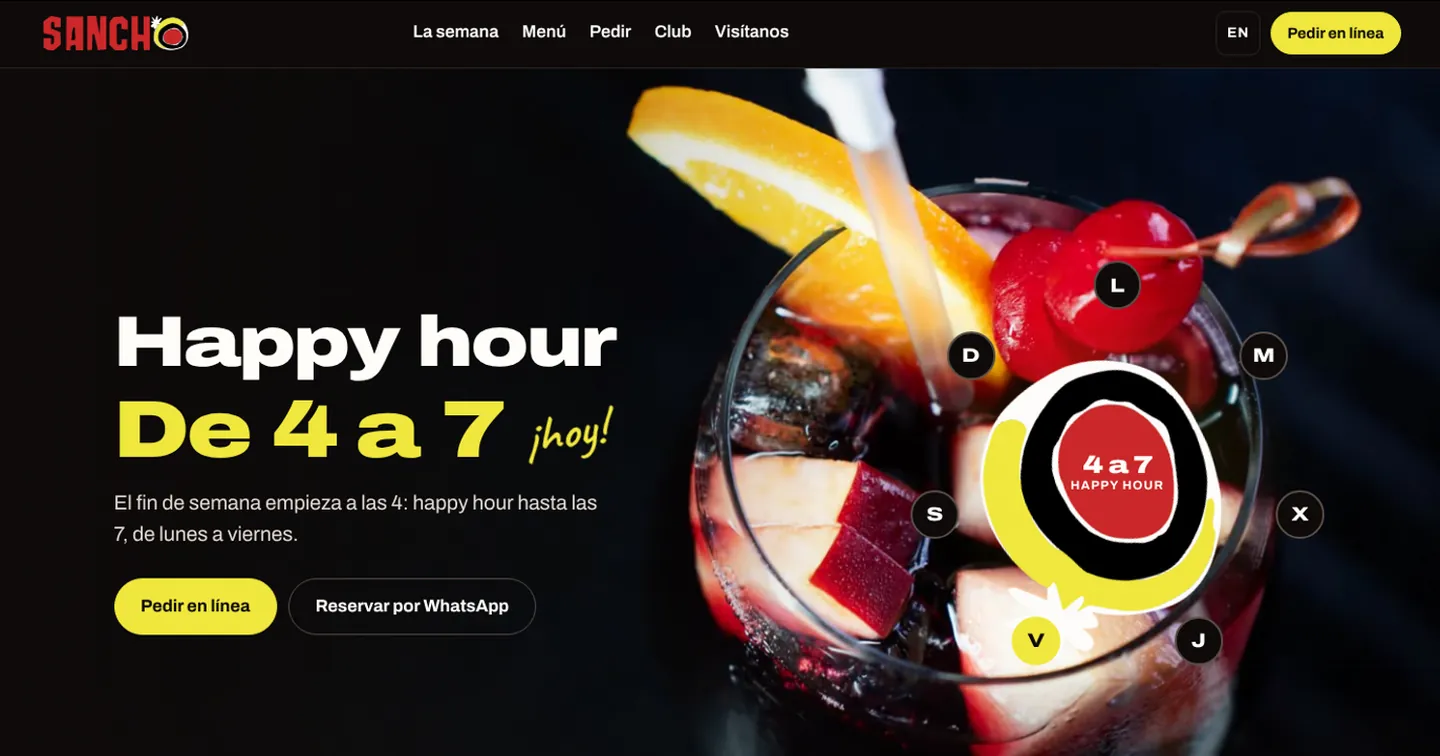 SANCHO
La semana
Menú
Pedir
Club
Visítanos
EN
Pedir en línea
Happy hour
De 4 a 7 ¡hoy!
El fin de semana empieza a las 4: happy hour hasta las
7, de lunes a viernes.
Pedir en línea
Reservar por WhatsApp
L
D
M
4 a 7
HAPPY HOUR
S
X
V
J